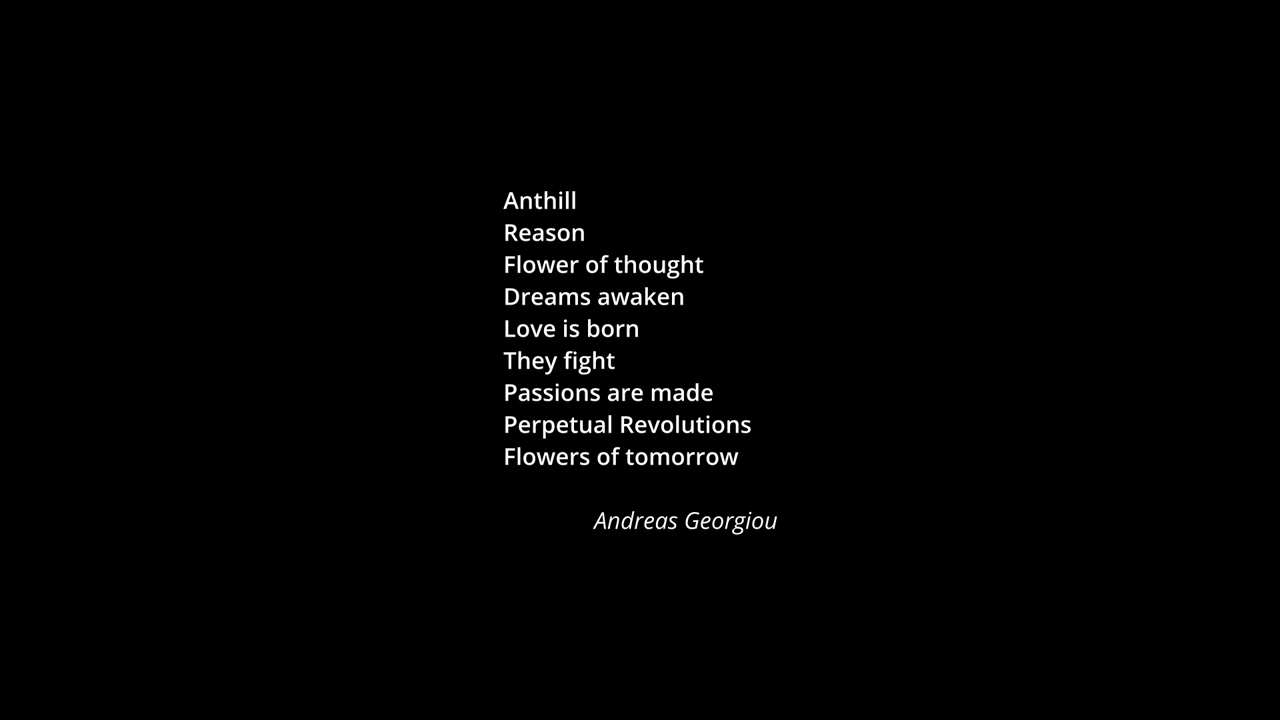 Anthill
Reason
Flower of thought
Dreams awaken
Love is born
They fight
Passions are made
Perpetual Revolutions
Flowers of tomorrow
Andreas Georgiou